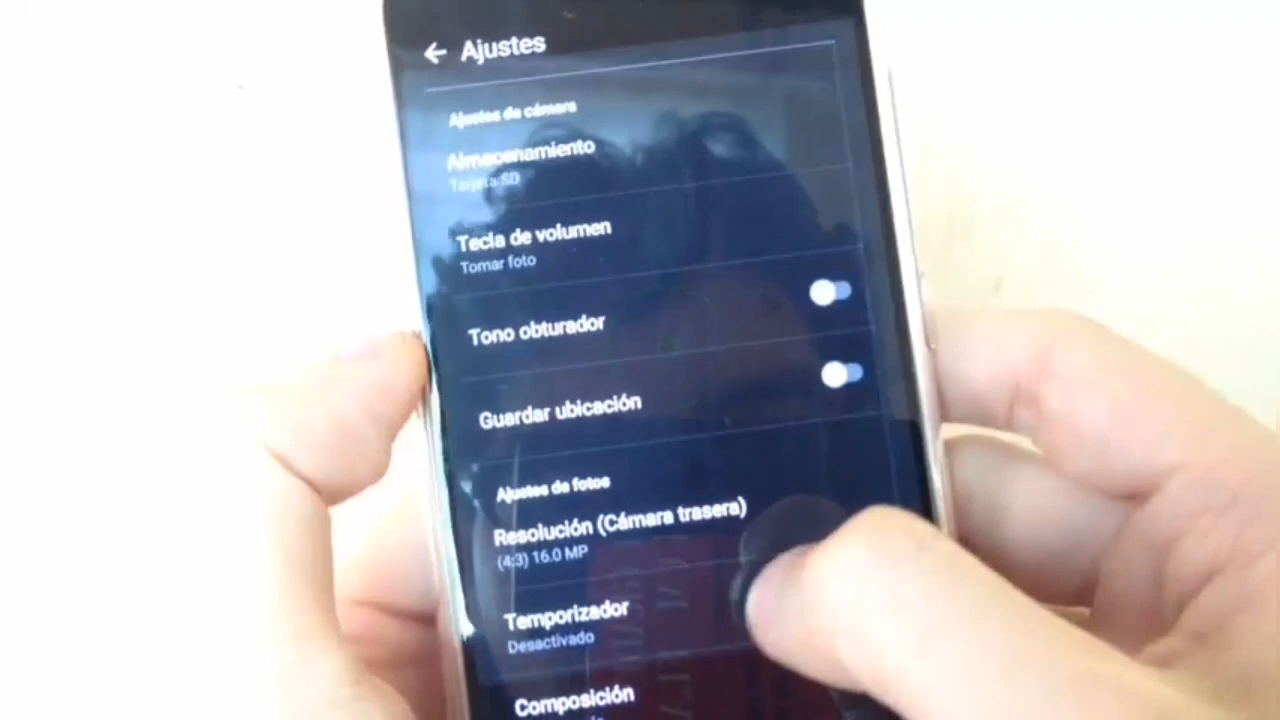 Ajustes
Ajustes de cámara
Almacenamiento
Tarjeta SD
Tecla de volumen
Tomar foto
Tono obturador
Guardar ubicación
Ajustes de fotos
Resolución (Cámara trasera)
(4:3) 16.0 MP
Temporizador
Desactivado
Composición